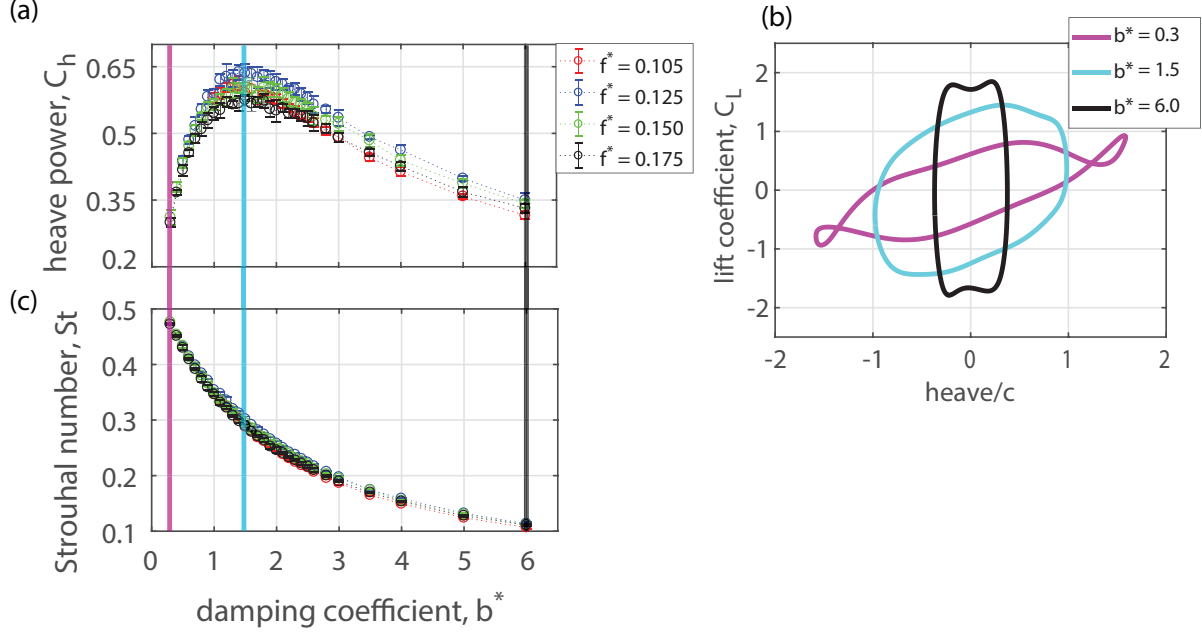 (a)
heave power, C_h
0.65
0.5
0.35
0.2
f* = 0.105
f* = 0.125
f* = 0.150
f* = 0.175
(b)
lift coefficient, C_L
2
1
0
-1
-2
-2 -1 0 1 2
heave/c
b* = 0.3
b* = 1.5
b* = 6.0
(c)
Strouhal number, St
0.5
0.4
0.3
0.2
0.1
0 1 2 3 4 5 6
damping coefficient, b*